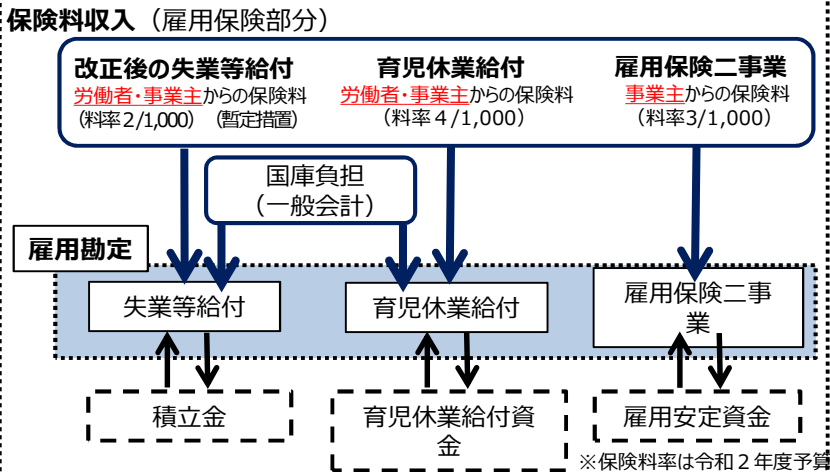 保険料収入（雇用保険部分）
改正後の失業等給付
労働者・事業主からの保険料
（料率２/1,000）（暫定措置）
育児休業給付
労働者・事業主からの保険料
（料率４/1,000）
雇用保険二事業
事業主からの保険料
（料率3/1,000）
国庫負担
（一般会計）
雇用勘定
失業等給付
育児休業給付
雇用保険二事
業
積立金
育児休業給付資
金
雇用安定資金
※保険料率は令和２年度予算